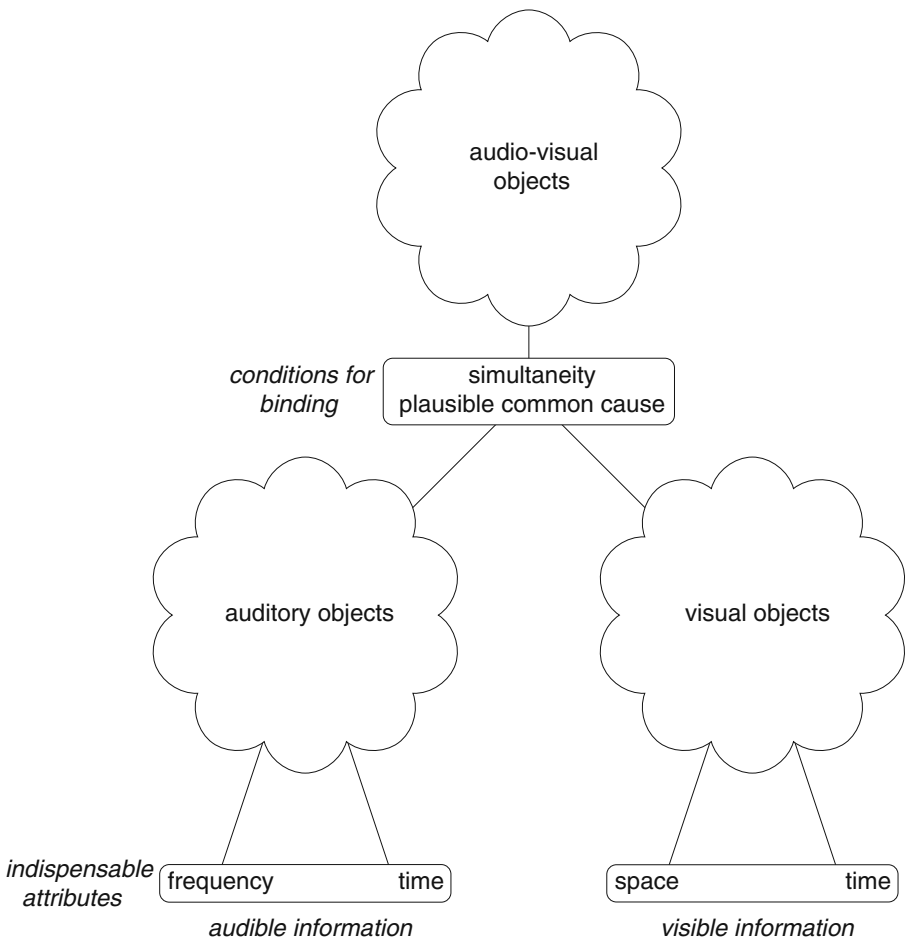 audio-visual
objects
conditions for
binding
simultaneity
plausible common cause
auditory objects
visual objects
indispensable
attributes
frequency time
space time
audible information
visible information